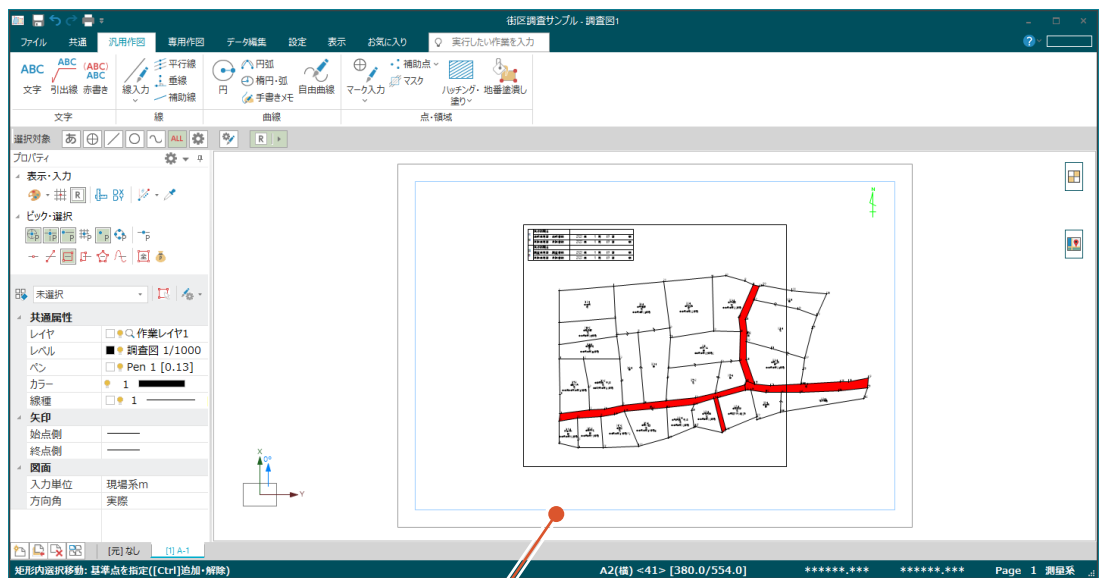 街区調査サンプル - 調査図1
ファイル 共通 汎用作図 専用作図 データ編集 設定 表示 お気に入り 実行したい作業を入力
ABC ABC (ABC) ABC
文字 引出線 赤書き
線入力 平行線 垂線 補助線
円 円弧 楕円・弧 手書きメモ 自由曲線
マーク入力 補助点 マスク ハッチング・塗り 地番塗潰し
文字 線 曲線 点・領域
選択対象 あ ALL R
プロパティ
表示・入力
R
ピック・選択
未選択
共通属性
レイヤ 作業レイヤ1
レベル 調査図 1/1000
ペン Pen 1 [0.13]
カラー 1
線種 1
矢印
始点側
終点側
図面
入力単位 現場系m
方向角 実際
X
0°
Y
[元] なし [1] A-1
矩形内選択移動: 基準点を指定([Ctrl]追加・解除) A2(横) <41> [380.0/554.0] ******.*** ******.*** Page 1 測量系